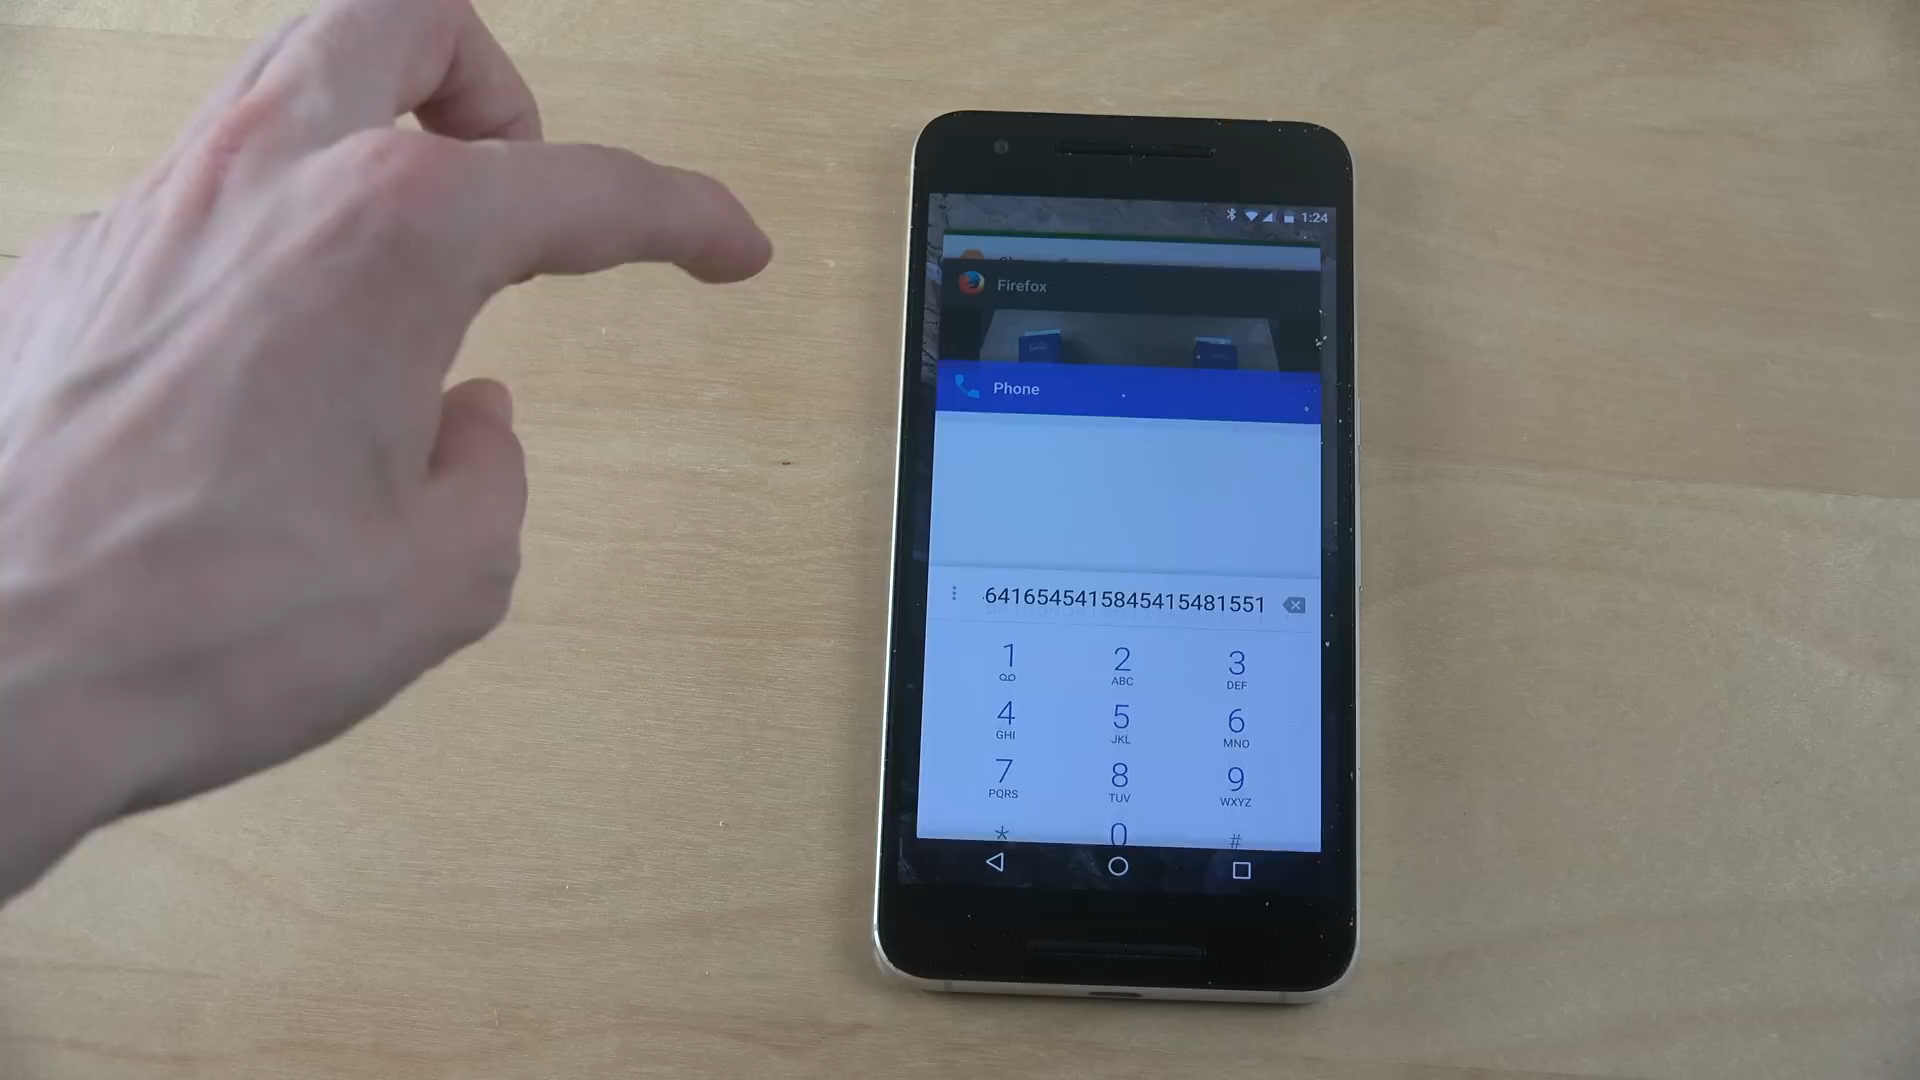 1:24
Firefox
Phone
6416545415845415481551
1 2 3
ABC DEF
4 5 6
GHI JKL MNO
7 8 9
PQRS TUV WXYZ
* 0 #